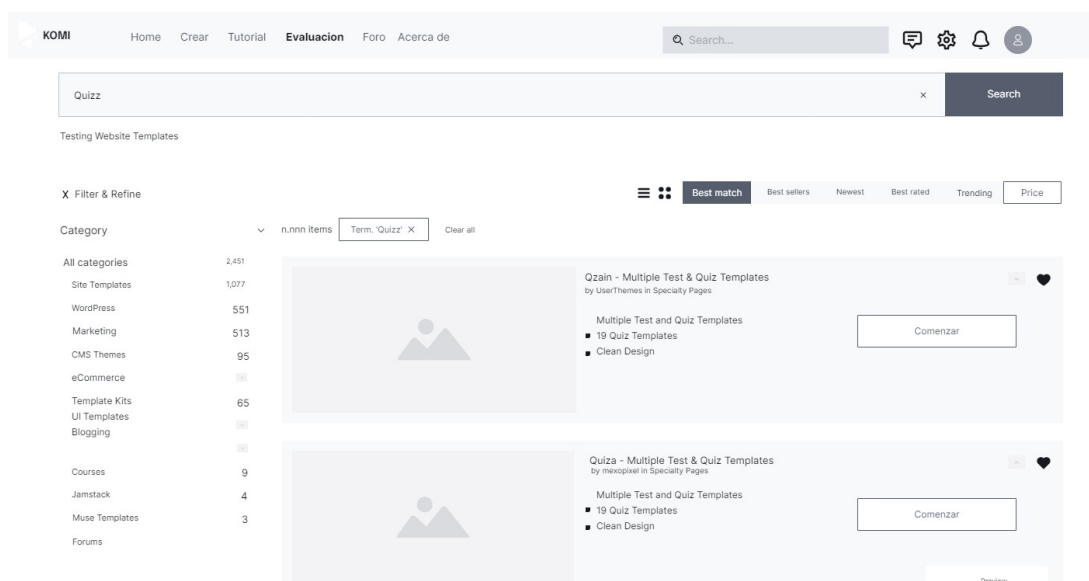 KOMI Home Crear Tutorial Evaluacion Foro Acerca de Search...
Quizz × Search
Testing Website Templates
X Filter & Refine
Best match Best sellers Newest Best rated Trending Price
Category
n.nnn items Term. 'Quizz' X Clear all
All categories 2,451
Site Templates 1,077
WordPress 551
Marketing 513
CMS Themes 95
eCommerce
Template Kits 65
UI Templates
Blogging
Courses 9
Jamstack 4
Muse Templates 3
Forums
Qzain - Multiple Test & Quiz Templates
by UserThemes in Specialty Pages
Multiple Test and Quiz Templates
19 Quiz Templates
Clean Design
Comenzar
Quiza - Multiple Test & Quiz Templates
by mexopixel in Specialty Pages
Multiple Test and Quiz Templates
19 Quiz Templates
Clean Design
Comenzar
Preview